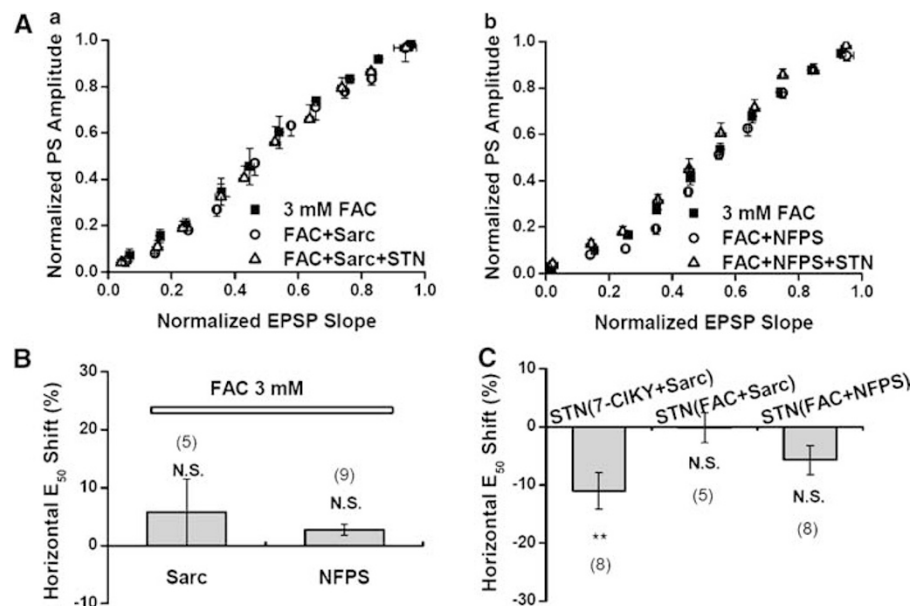 A
a
Normalized PS Amplitude
1.0
0.8
0.6
0.4
0.2
0.0
0.0 0.2 0.4 0.6 0.8 1.0
Normalized EPSP Slope
3 mM FAC
FAC+Sarc
FAC+Sarc+STN
b
Normalized PS Amplitude
1.0
0.8
0.6
0.4
0.2
0.0
0.0 0.2 0.4 0.6 0.8 1.0
Normalized EPSP Slope
3 mM FAC
FAC+NFPS
FAC+NFPS+STN
B
Horizontal E50 Shift (%)
30
20
10
0
-10
FAC 3 mM
(5)
N.S.
(9)
N.S.
Sarc NFPS
C
Horizontal E50 Shift (%)
10
0
-10
-20
-30
STN(7-ClKY+Sarc)
STN(FAC+Sarc)
STN(FAC+NFPS)
**
(8)
N.S.
(5)
N.S.
(8)